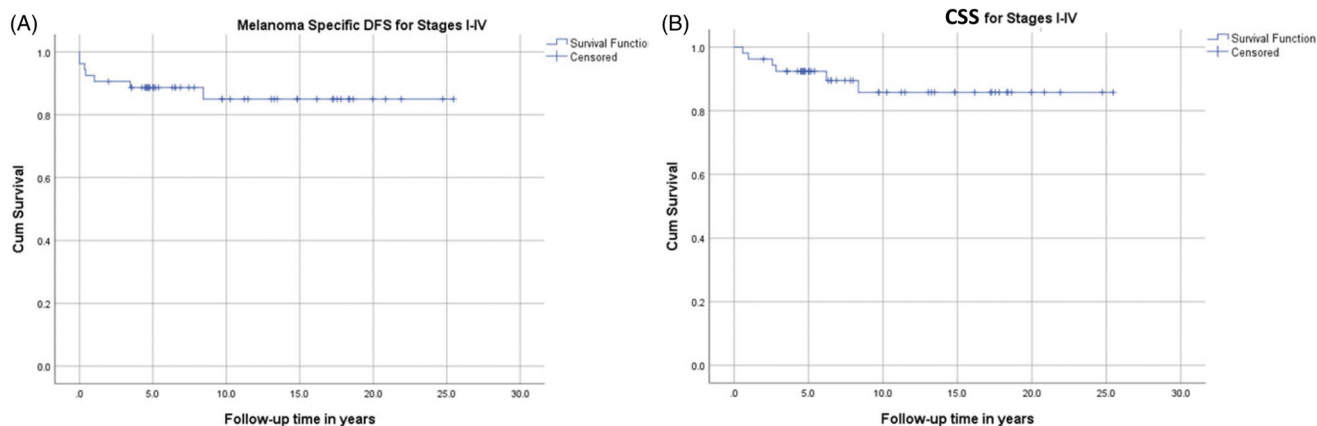 (A)
Melanoma Specific DFS for Stages I-IV
Survival Functio
Censored
1.0
0.8
0.6
0.4
0.2
0.0
Cum Survival
.0 5.0 10.0 15.0 20.0 25.0 30.0
Follow-up time in years
(B)
CSS for Stages I-IV
Survival Function
Censored
1.0
0.8
0.6
0.4
0.2
0.0
Cum Survival
.0 5.0 10.0 15.0 20.0 25.0 30.0
Follow-up time in years